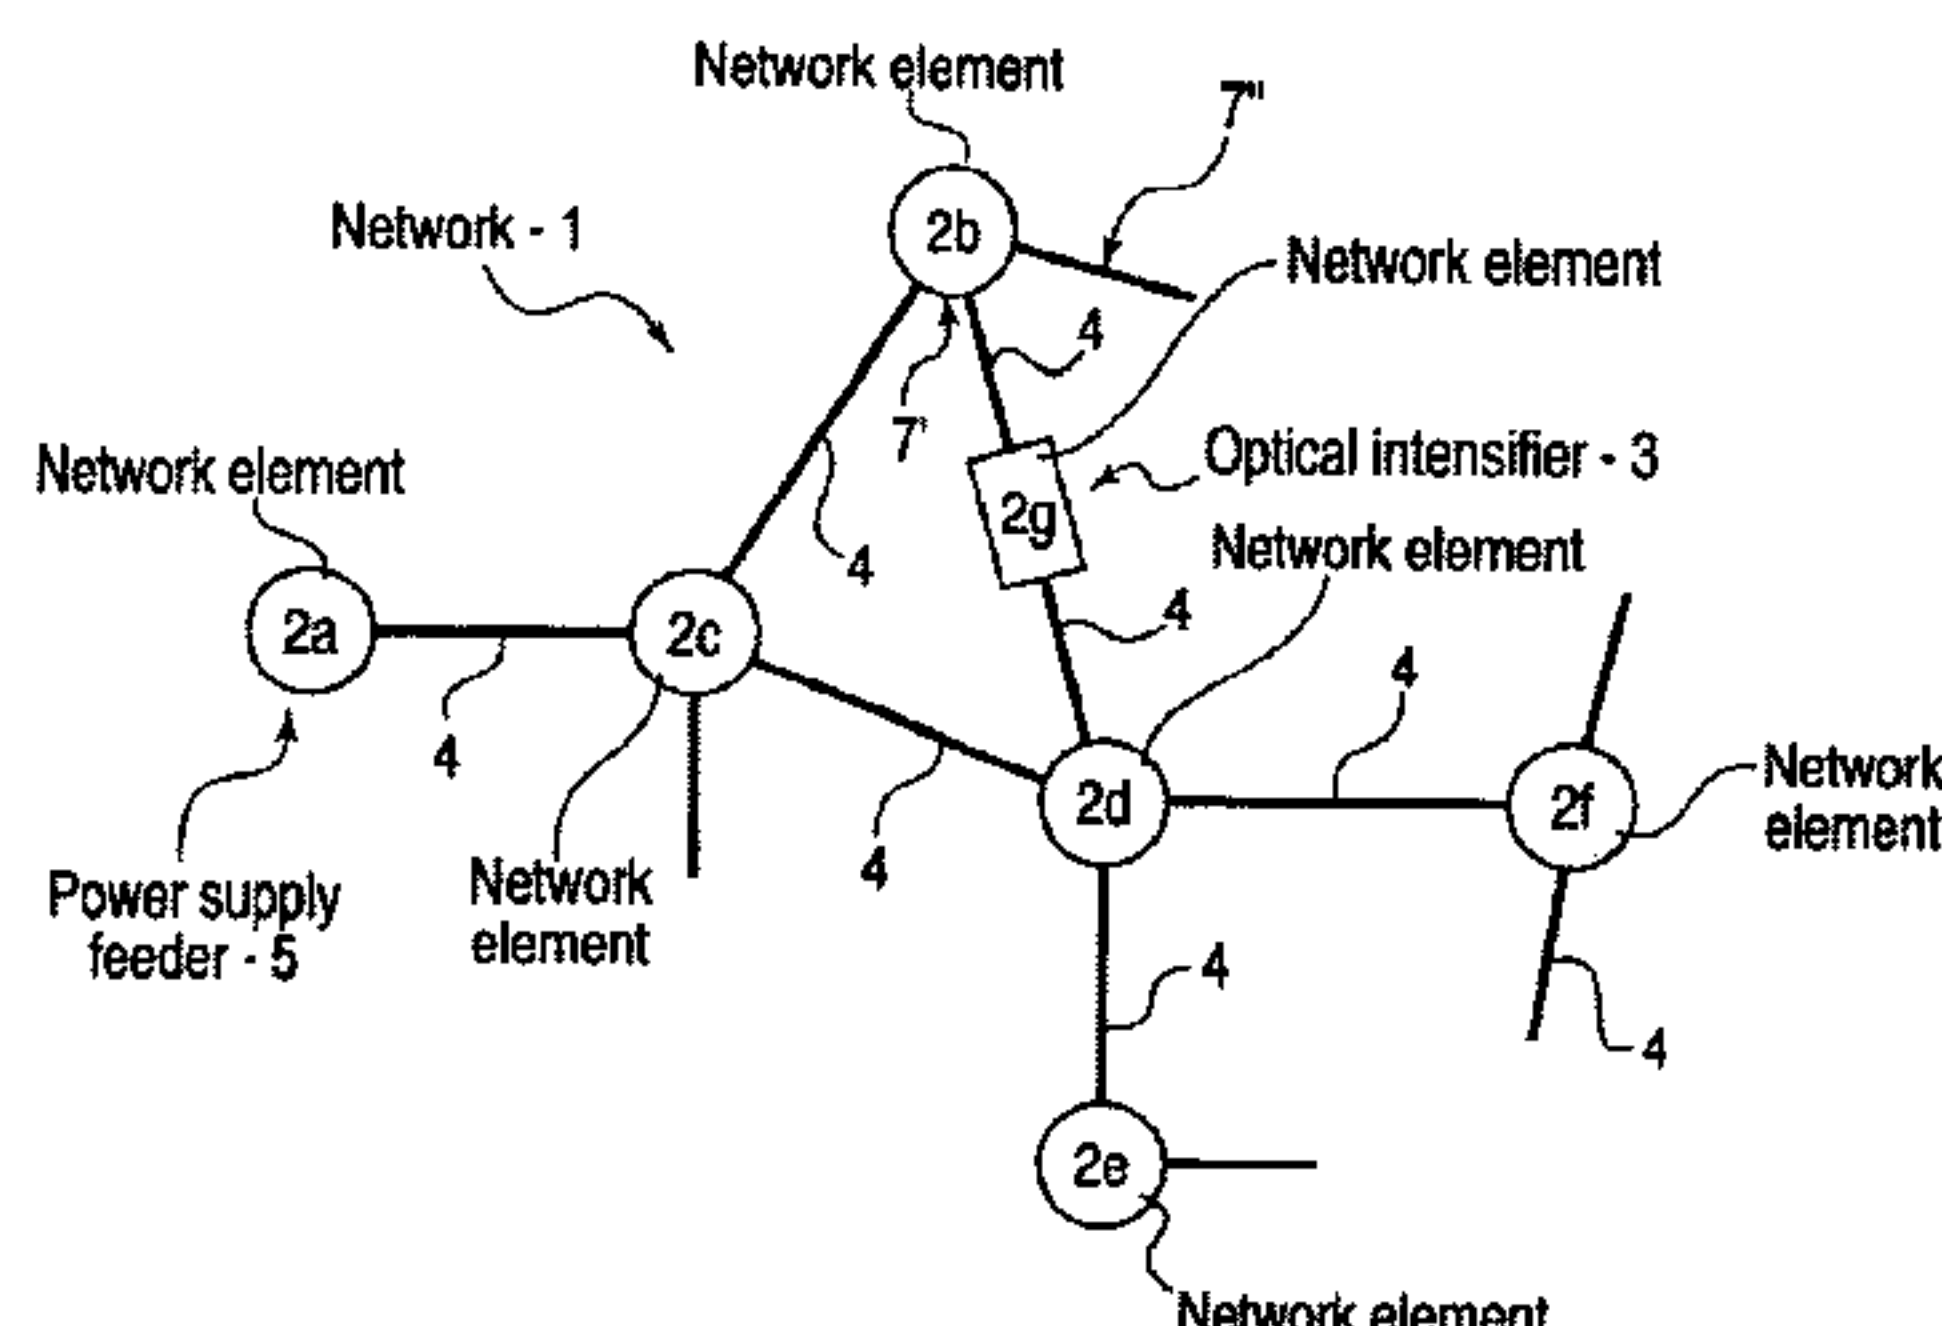 Network element
7"
Network - 1
2b
Network element
4
7'
Optical intensifier - 3
Network element
2g
Network element
4
2a
2c
4
4
4
4
2d
2f
Network
element
4
Power supply
feeder - 5
Network
element
4
4
2e
Network element